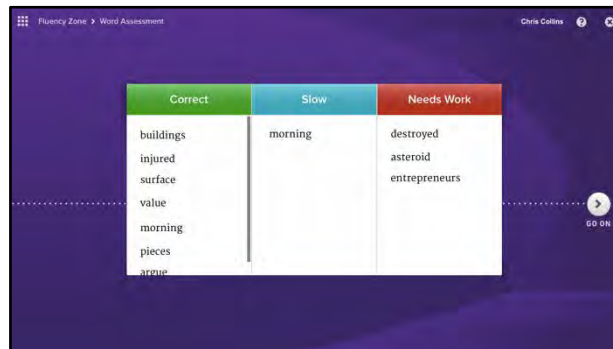 Fluency Zone > Word Assessment
Chris Collins ?
Correct Slow Needs Work
buildings morning destroyed
injured asteroid
surface entrepreneurs
value
morning
pieces
argue
GO ON